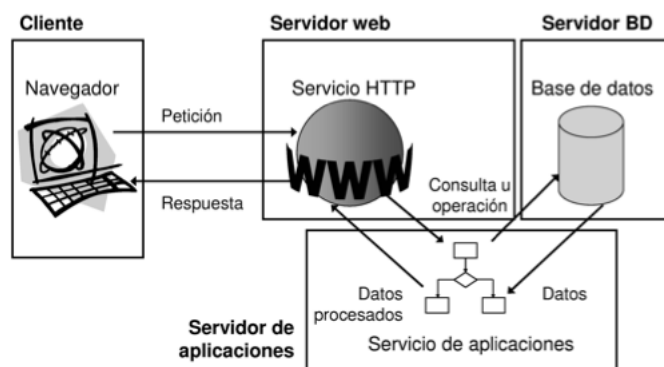 Cliente
Servidor web
Servidor BD
Navegador
Servicio HTTP
Base de datos
Petición
WWW
Respuesta
Consulta u
operación
Datos
procesados
Datos
Servidor de
aplicaciones
Servicio de aplicaciones